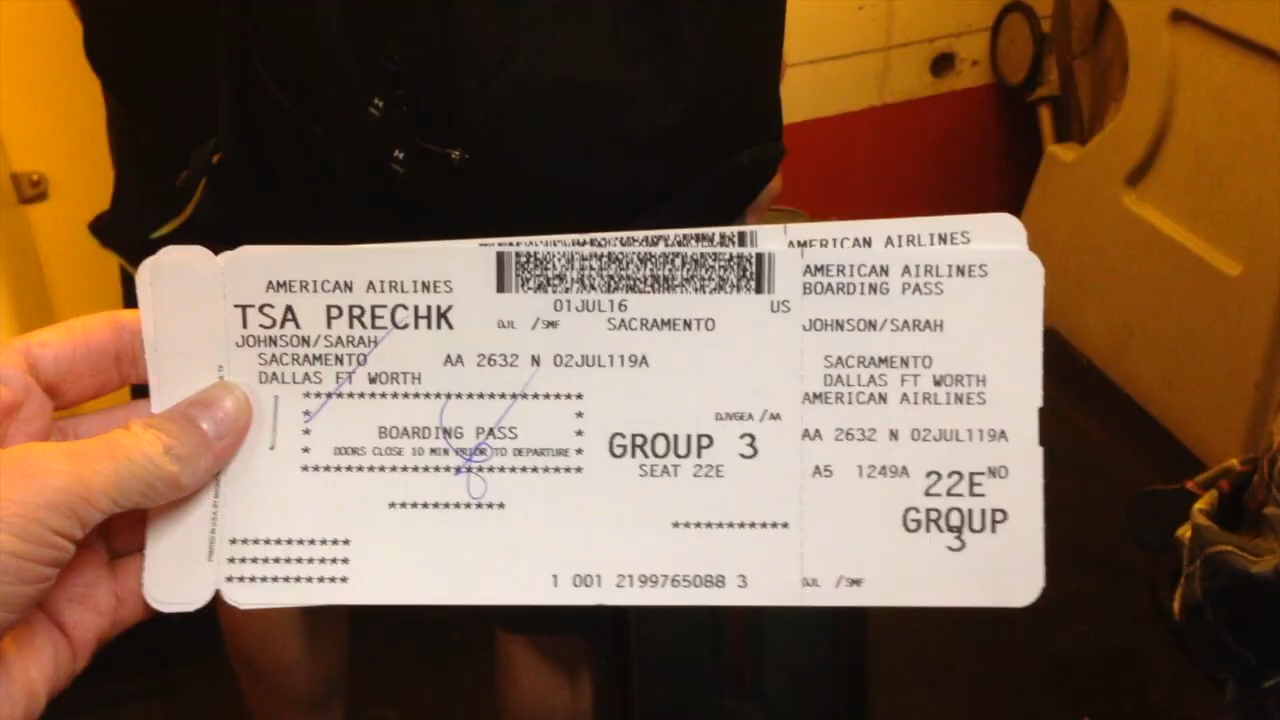 AMERICAN AIRLINES
AMERICAN AIRLINES
TSA PRECHK
01JUL16 US
OJL /SMF SACRAMENTO
JOHNSON/SARAH
SACRAMENTO AA 2632 N 02JUL119A
DALLAS FT WORTH
***************************
* *
* BOARDING PASS *
* DOORS CLOSE 10 MIN PRIOR TO DEPARTURE *
***************************
OJVGEA /AA
GROUP 3
SEAT 22E
1 001 2199765088 3
AMERICAN AIRLINES
BOARDING PASS
JOHNSON/SARAH
SACRAMENTO
DALLAS FT WORTH
AMERICAN AIRLINES
AA 2632 N 02JUL119A
A5 1249A 22E NO
GROUP
3
OJL /SMF